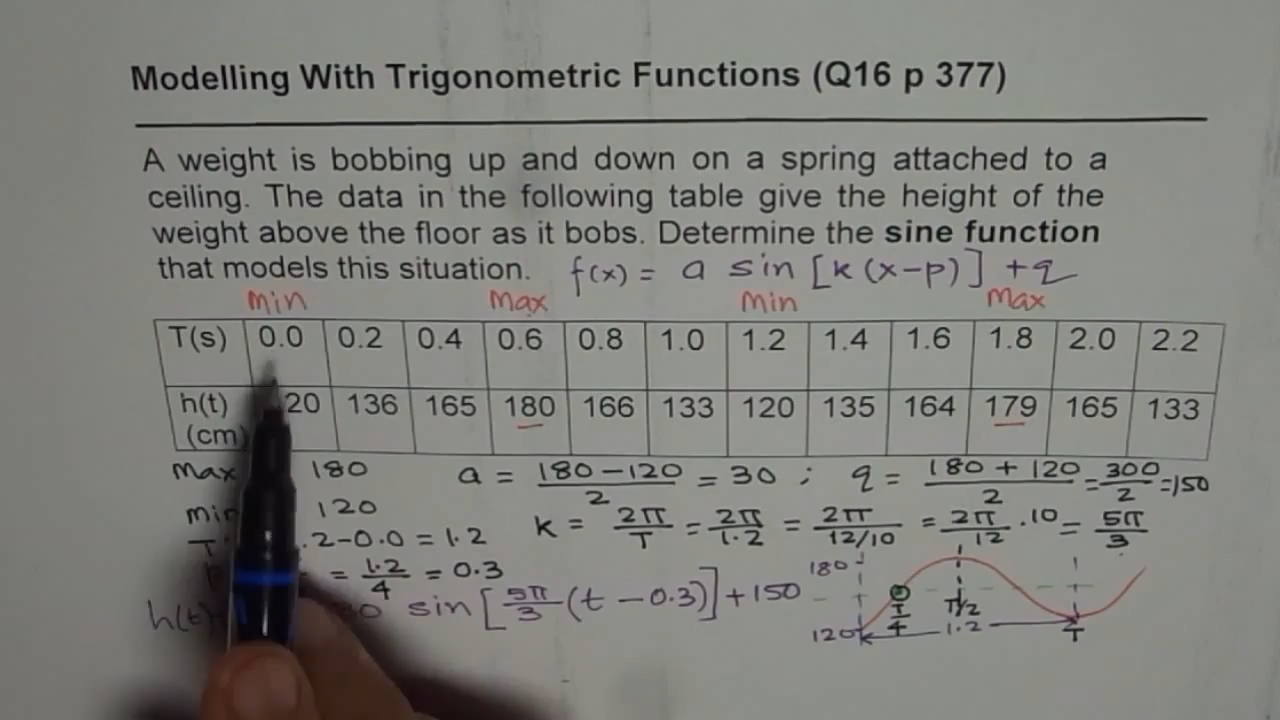 Modelling With Trigonometric Functions (Q16 p 377)
A weight is bobbing up and down on a spring attached to a
ceiling. The data in the following table give the height of the
weight above the floor as it bobs. Determine the sine function
that models this situation. f(x) = a sin [k(x-p)] + q
Min Max Min Max
T(s) 0.0 0.2 0.4 0.6 0.8 1.0 1.2 1.4 1.6 1.8 2.0 2.2
h(t) 20 136 165 180 166 133 120 135 164 179 165 133
(cm)
Max 180 a = 180-120/2 = 30 ; q = 180+120/2 = 300/2 = 150
min 120
T .2-0.0 = 1.2 k = 2π/T = 2π/1.2 = 2π/12/10 = 2π/12 .10 = 5π/3
= 1.2/4 = 0.3
h(t) sin [5π/3 (t-0.3)] + 150
180
T/4 T/2
120 1.2 T